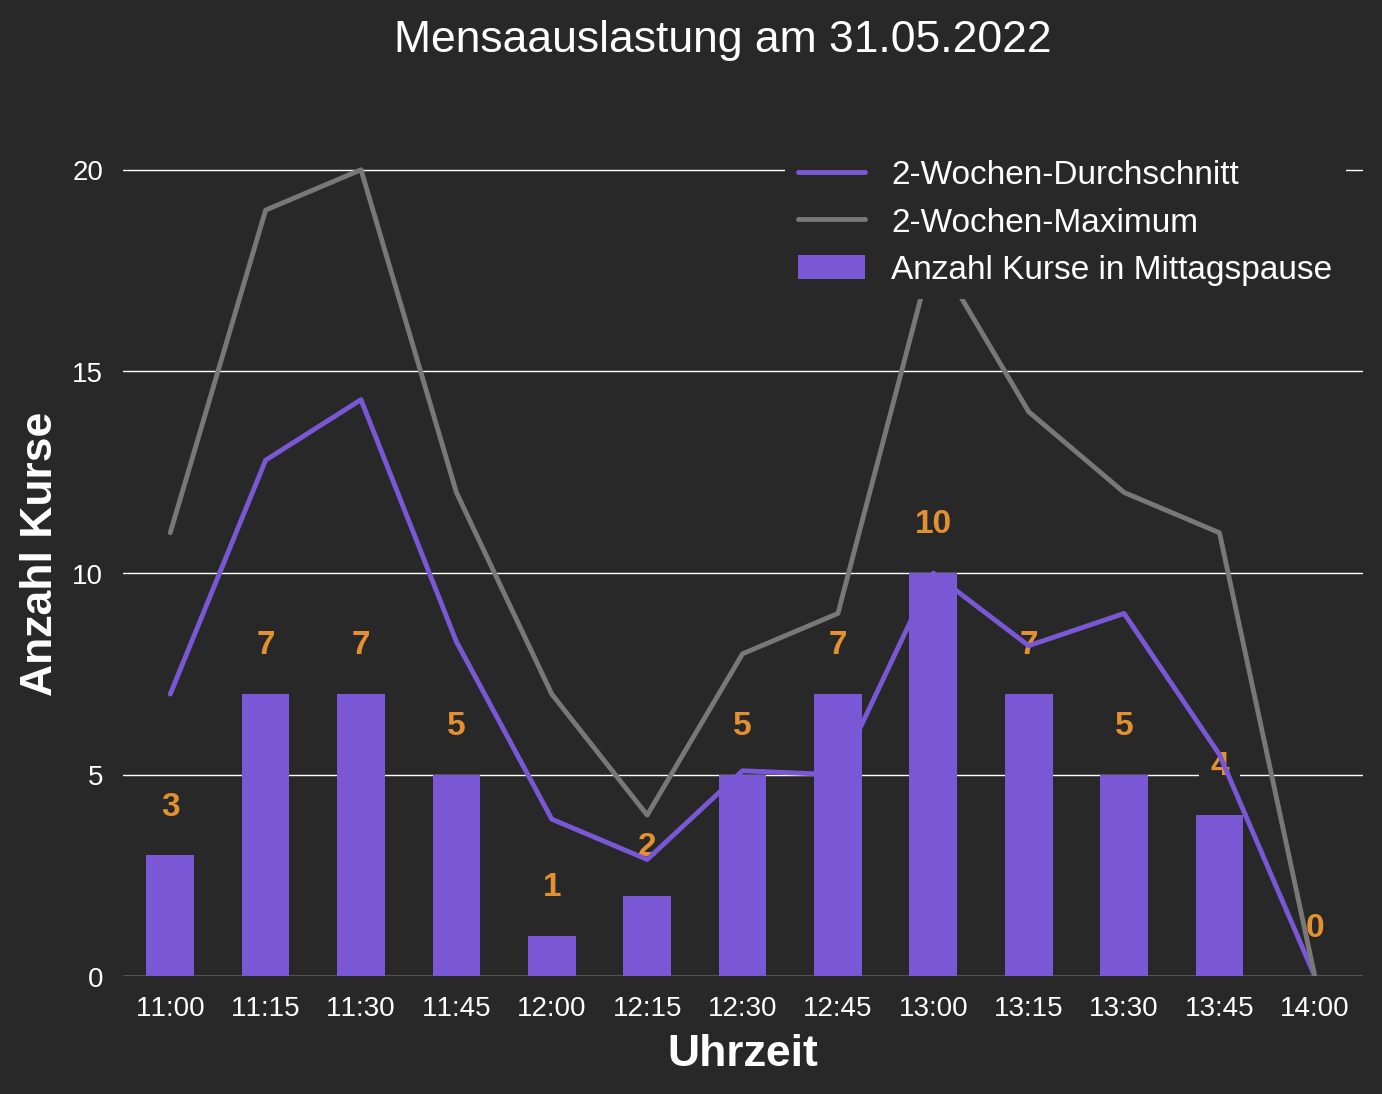 Mensaauslastung am 31.05.2022
2-Wochen-Durchschnitt
2-Wochen-Maximum
Anzahl Kurse in Mittagspause
Anzahl Kurse
20
15
10
5
0
3
7
7
5
1
2
5
7
10
7
5
4
0
11:00 11:15 11:30 11:45 12:00 12:15 12:30 12:45 13:00 13:15 13:30 13:45 14:00
Uhrzeit